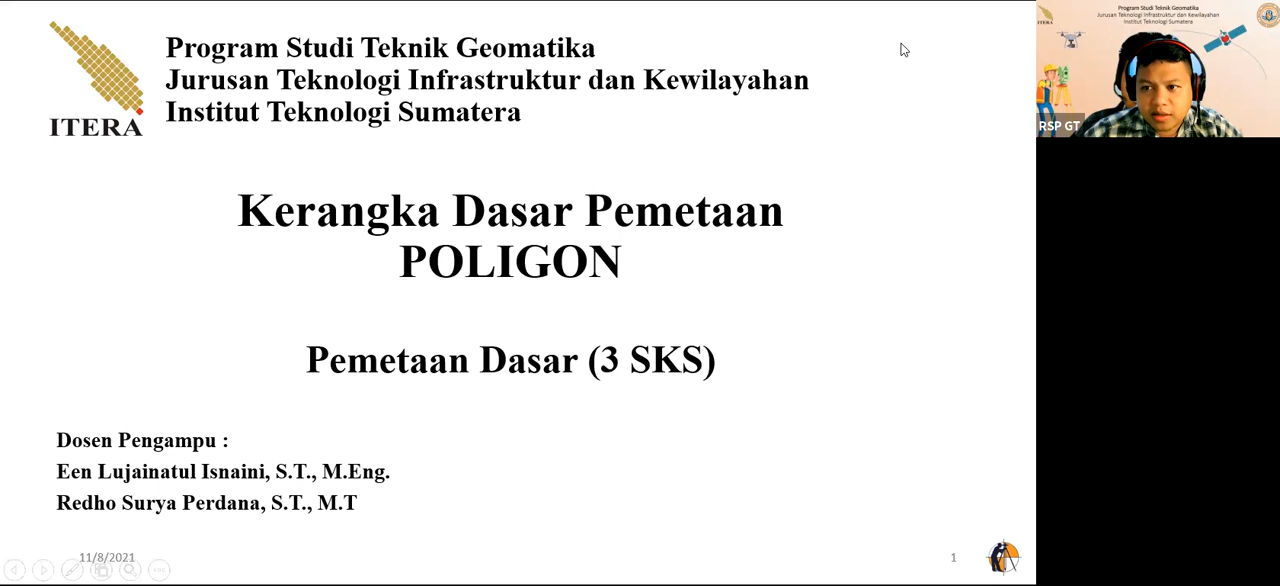 ITERA
Program Studi Teknik Geomatika
Jurusan Teknologi Infrastruktur dan Kewilayahan
Institut Teknologi Sumatera
Kerangka Dasar Pemetaan
POLIGON
Pemetaan Dasar (3 SKS)
Dosen Pengampu :
Een Lujainatul Isnaini, S.T., M.Eng.
Redho Surya Perdana, S.T., M.T
11/8/2021
1
ITERA
Program Studi Teknik Geomatika
Jurusan Teknologi Infrastruktur dan Kewilayahan
Institut Teknologi Sumatera
RSP GT